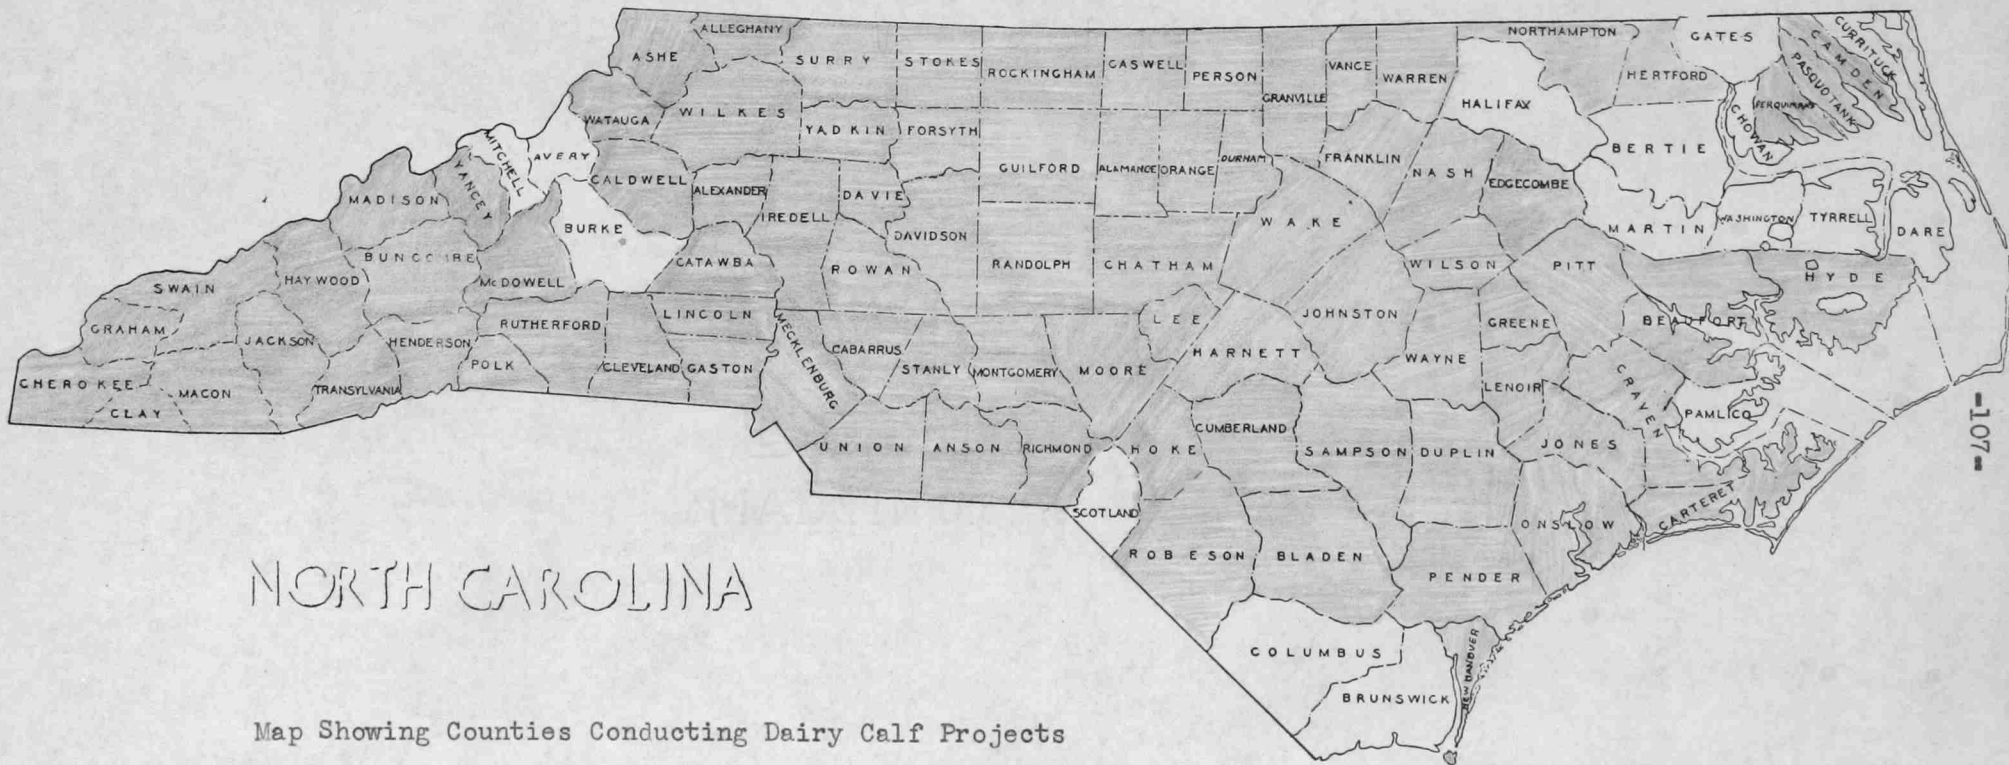 ALLEGHANY
ASHE
SURRY
STOKES
ROCKINGHAM
CASWELL
PERSON
GRANVILLE
VANCE
WARREN
NORTHAMPTON
GATES
CURRITUCK
CAMDEN
PASQUOTANK
PERQUIMANS
CHOWAN
HERTFORD
HALIFAX
WATAUGA
WILKES
YADKIN
FORSYTH
GUILFORD
ALAMANCE
ORANGE
DURHAM
FRANKLIN
NASH
EDGECOMBE
BERTIE
MITCHELL
AVERY
CALDWELL
ALEXANDER
IREDELL
DAVIE
MADISON
YANCEY
BURKE
DAVIDSON
WAKE
MARTIN
WASHINGTON
TYRRELL
DARE
BUNCOMBE
HAYWOOD
SWAIN
McDOWELL
CATAWBA
ROWAN
RANDOLPH
CHATHAM
WILSON
PITT
HYDE
GRAHAM
JACKSON
HENDERSON
RUTHERFORD
LINCOLN
MECKLENBURG
CABARRUS
STANLY
MONTGOMERY
MOORE
LEE
HARNETT
JOHNSTON
WAYNE
GREENE
BEAUFORT
CHEROKEE
CLAY
MACON
TRANSYLVANIA
POLK
CLEVELAND
GASTON
LENOIR
CRAVEN
PAMLICO
UNION
ANSON
RICHMOND
HOKE
CUMBERLAND
SAMPSON
DUPLIN
JONES
SCOTLAND
CARTERET
ONSLOW
ROBESON
BLADEN
PENDER
COLUMBUS
BRUNSWICK
NEW HANOVER
-107-
NORTH CAROLINA
Map Showing Counties Conducting Dairy Calf Projects